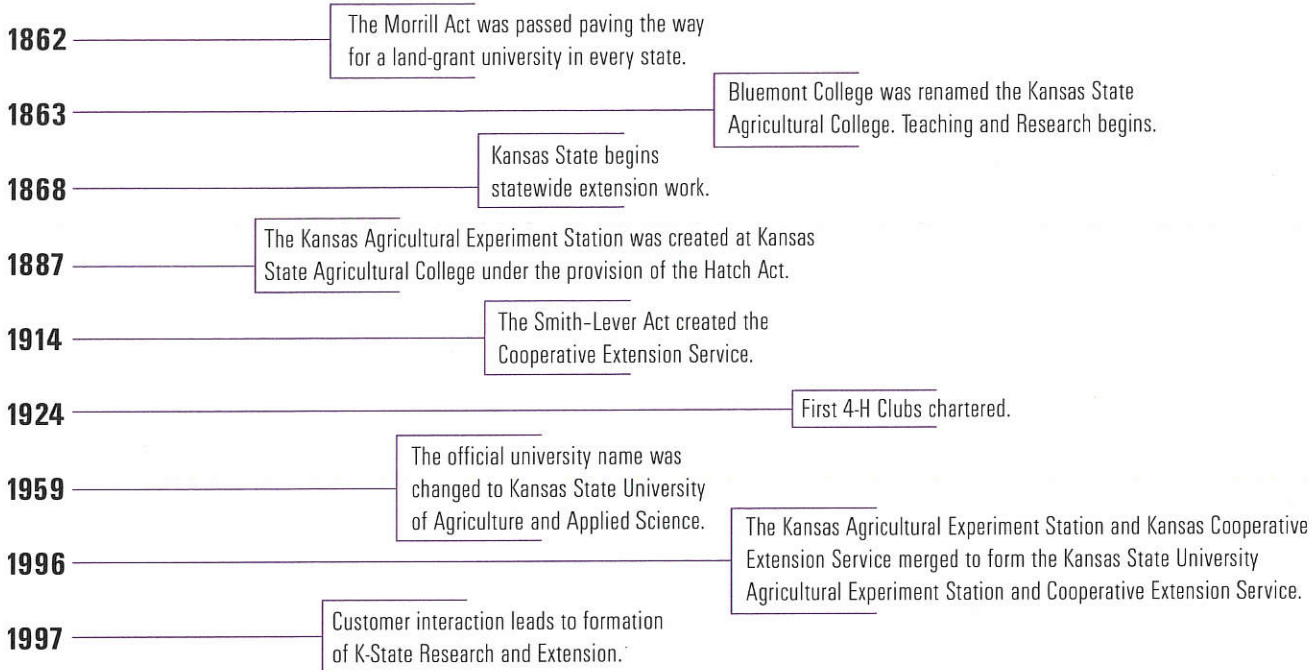 1862
The Morrill Act was passed paving the way
for a land-grant university in every state.
1863
Bluemont College was renamed the Kansas State
Agricultural College. Teaching and Research begins.
1868
Kansas State begins
statewide extension work.
1887
The Kansas Agricultural Experiment Station was created at Kansas
State Agricultural College under the provision of the Hatch Act.
1914
The Smith-Lever Act created the
Cooperative Extension Service.
1924
First 4-H Clubs chartered.
1959
The official university name was
changed to Kansas State University
of Agriculture and Applied Science.
1996
The Kansas Agricultural Experiment Station and Kansas Cooperative
Extension Service merged to form the Kansas State University
Agricultural Experiment Station and Cooperative Extension Service.
1997
Customer interaction leads to formation
of K-State Research and Extension.